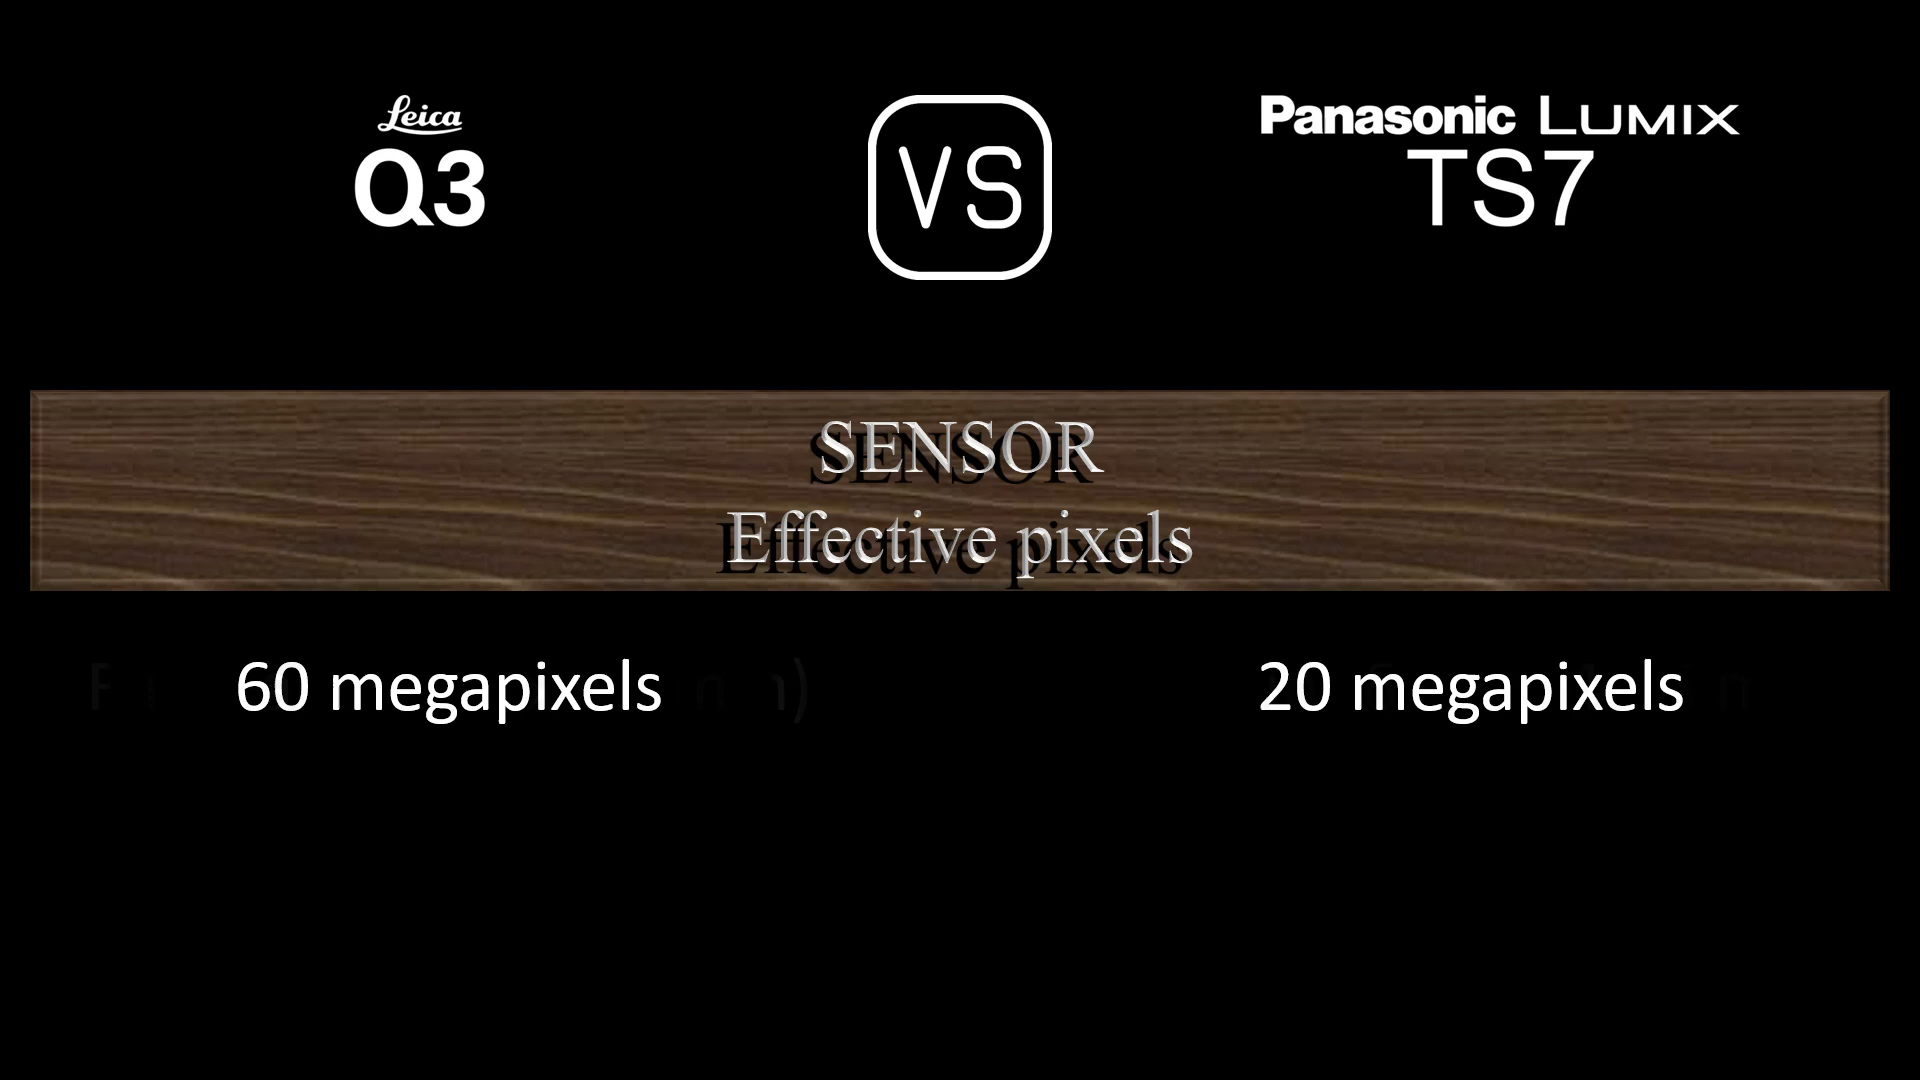 Leica
Q3
VS
Panasonic LUMIX
TS7
SENSOR
Effective pixels
60 megapixels
20 megapixels